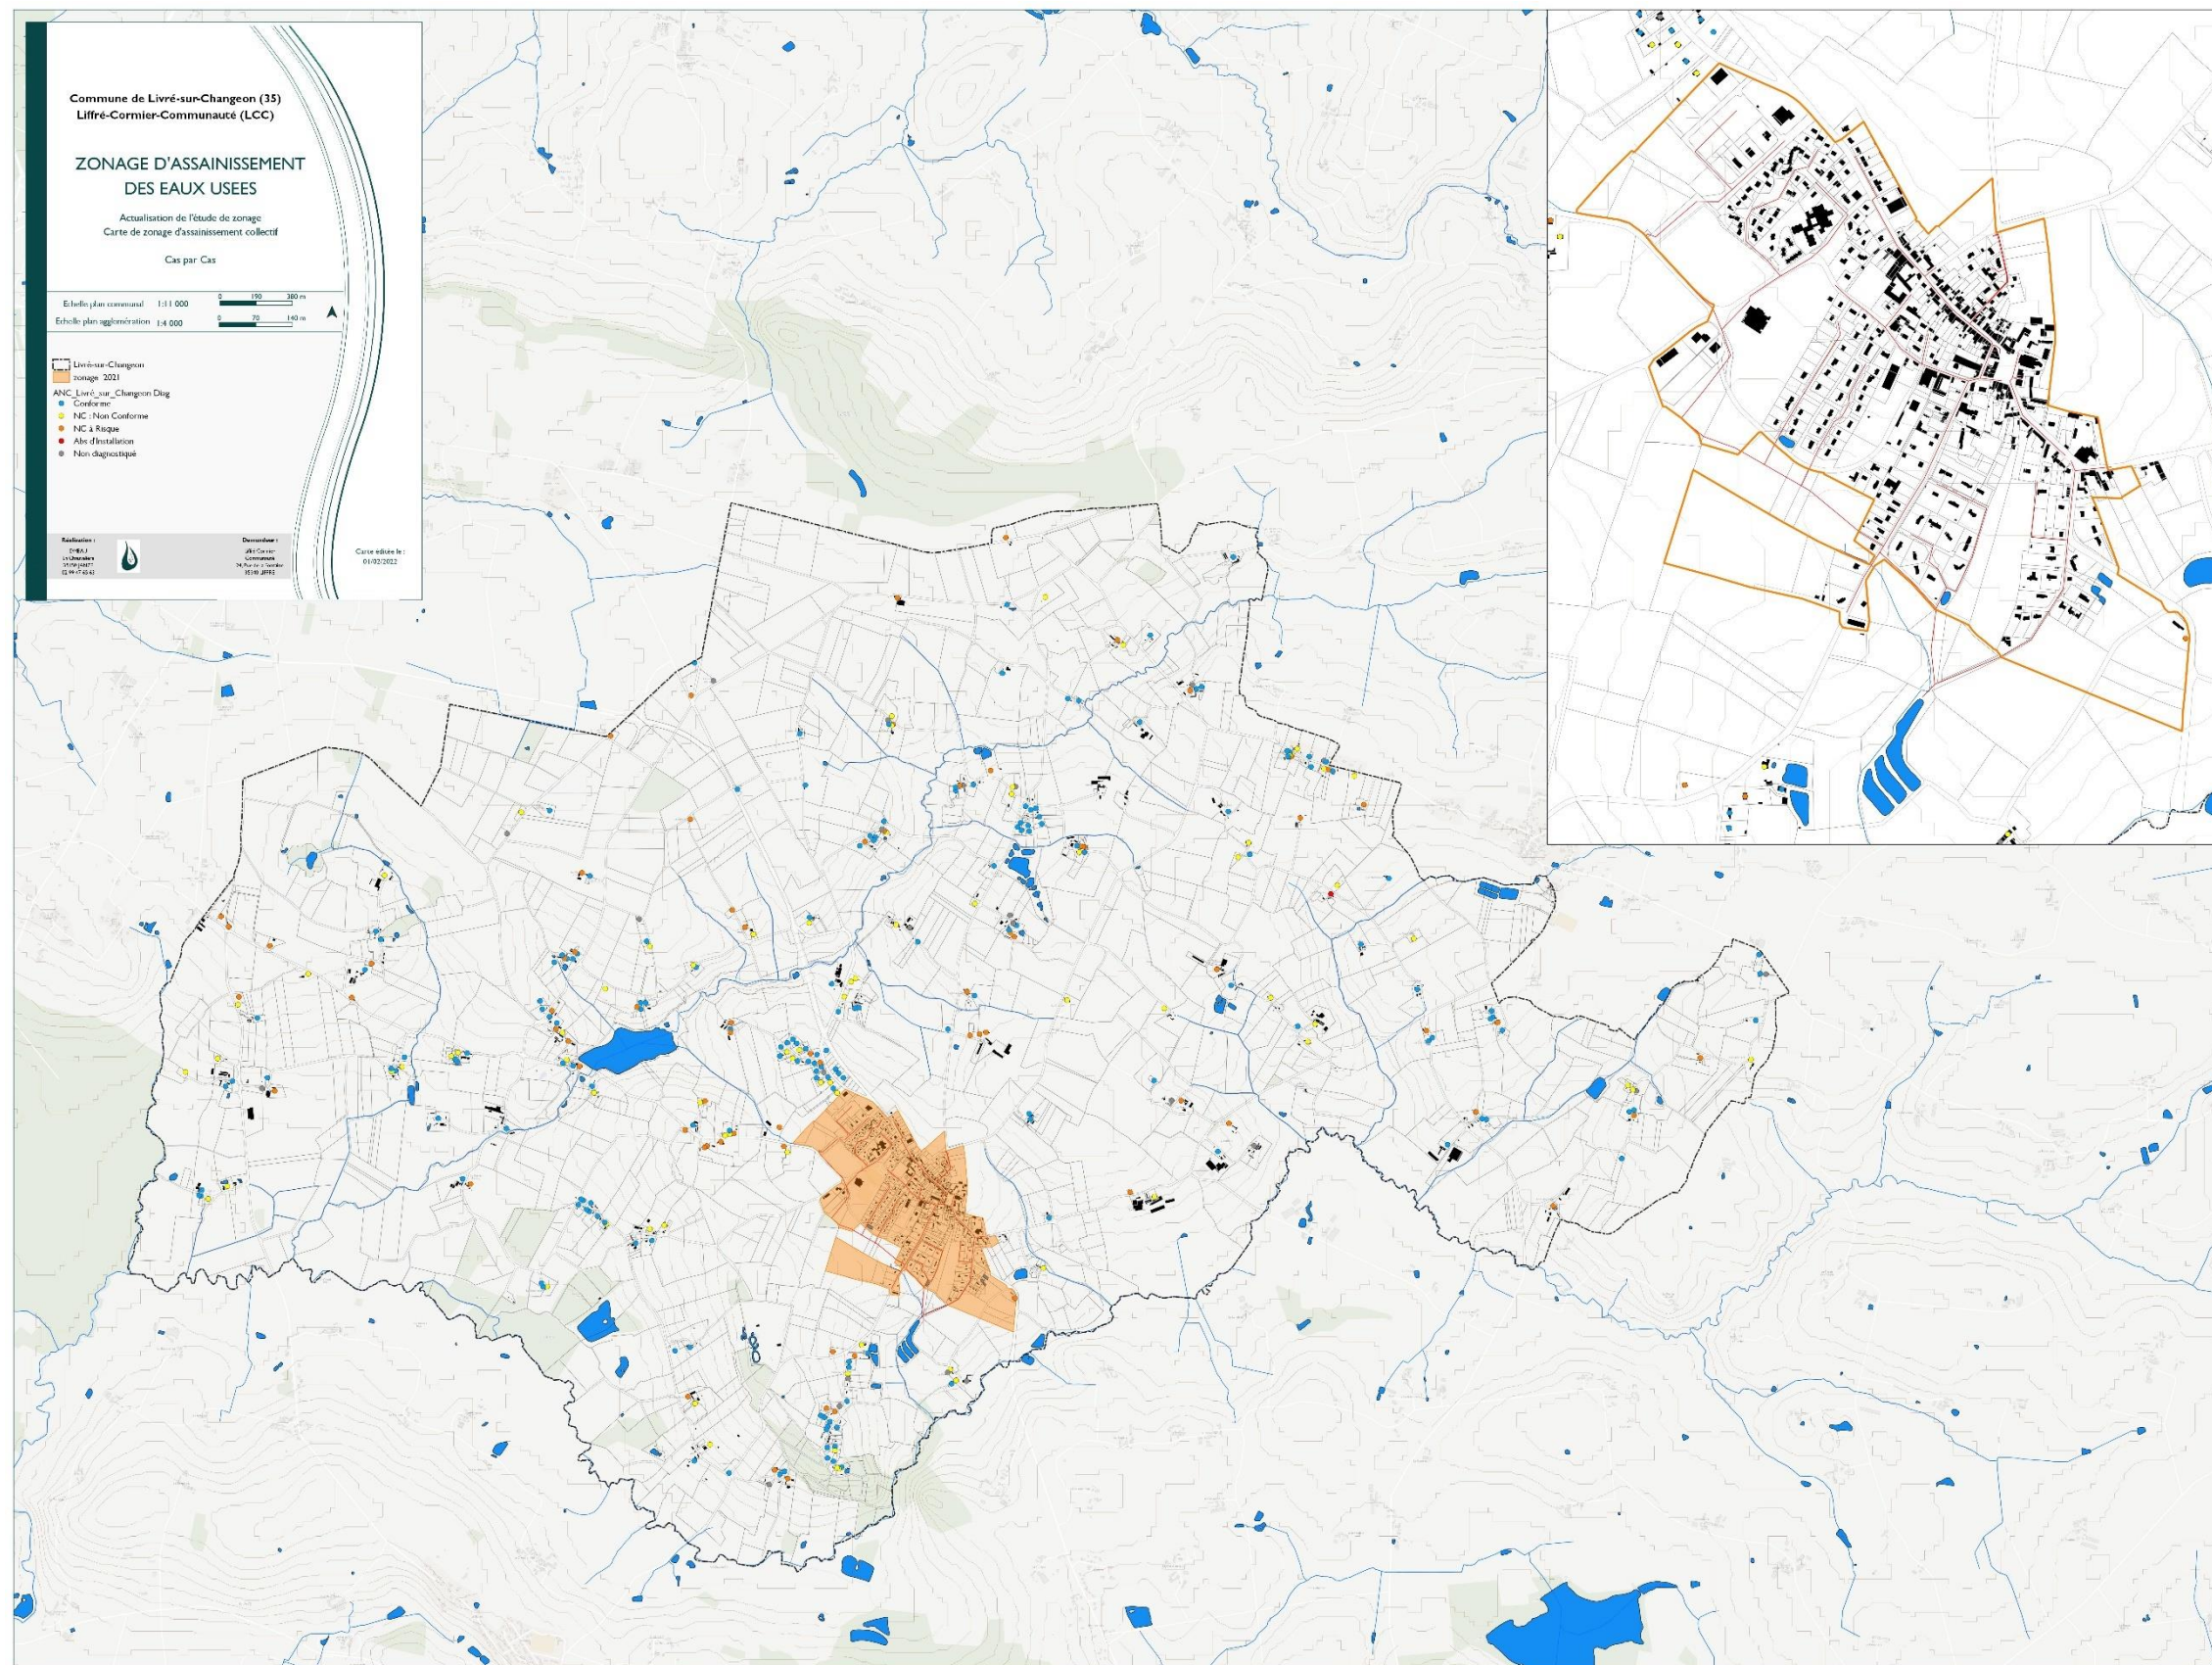 Commune de Livré-sur-Changeon (35)
Liffré-Cormier-Communauté (LCC)
ZONAGE D'ASSAINISSEMENT
DES EAUX USEES
Actualisation de l'étude de zonage
Carte de zonage d'assainissement collectif
Cas par Cas
Echelle plan communal 1:11 000
0 190 380 m
Echelle plan agglomération 1:4 000
0 70 140 m
Livré-sur-Changeon
zonage 2021
ANC_Livré_sur_Changeon Diag
Conforme
NC : Non Conforme
NC à Risque
Abs d'Installation
Non diagnostiqué
Réalisation :
Demandeur :
Communauté
35340 LIFFRE
Carte éditée le :
01/02/2022